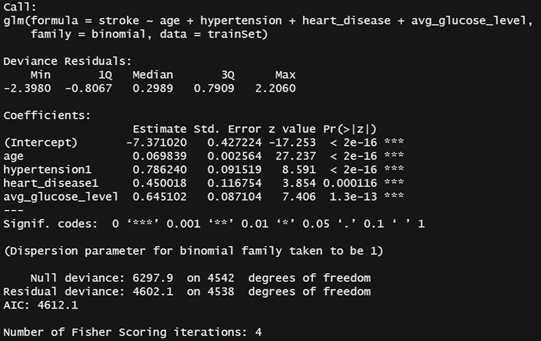 Call:
glm(formula = stroke ~ age + hypertension + heart_disease + avg_glucose_level,
    family = binomial, data = trainSet)

Deviance Residuals:
    Min       1Q   Median       3Q      Max
-2.3980  -0.8067   0.2989   0.7909   2.2060

Coefficients:
                   Estimate Std. Error z value Pr(>|z|)
(Intercept)       -7.371020   0.427224 -17.253  < 2e-16 ***
age                0.069839   0.002564  27.237  < 2e-16 ***
hypertension1      0.786240   0.091519   8.591  < 2e-16 ***
heart_disease1     0.450018   0.116754   3.854 0.000116 ***
avg_glucose_level  0.645102   0.087104   7.406  1.3e-13 ***
---
Signif. codes:  0 ‘***’ 0.001 ‘**’ 0.01 ‘*’ 0.05 ‘.’ 0.1 ‘ ’ 1

(Dispersion parameter for binomial family taken to be 1)

    Null deviance: 6297.9  on 4542  degrees of freedom
Residual deviance: 4602.1  on 4538  degrees of freedom
AIC: 4612.1

Number of Fisher Scoring iterations: 4